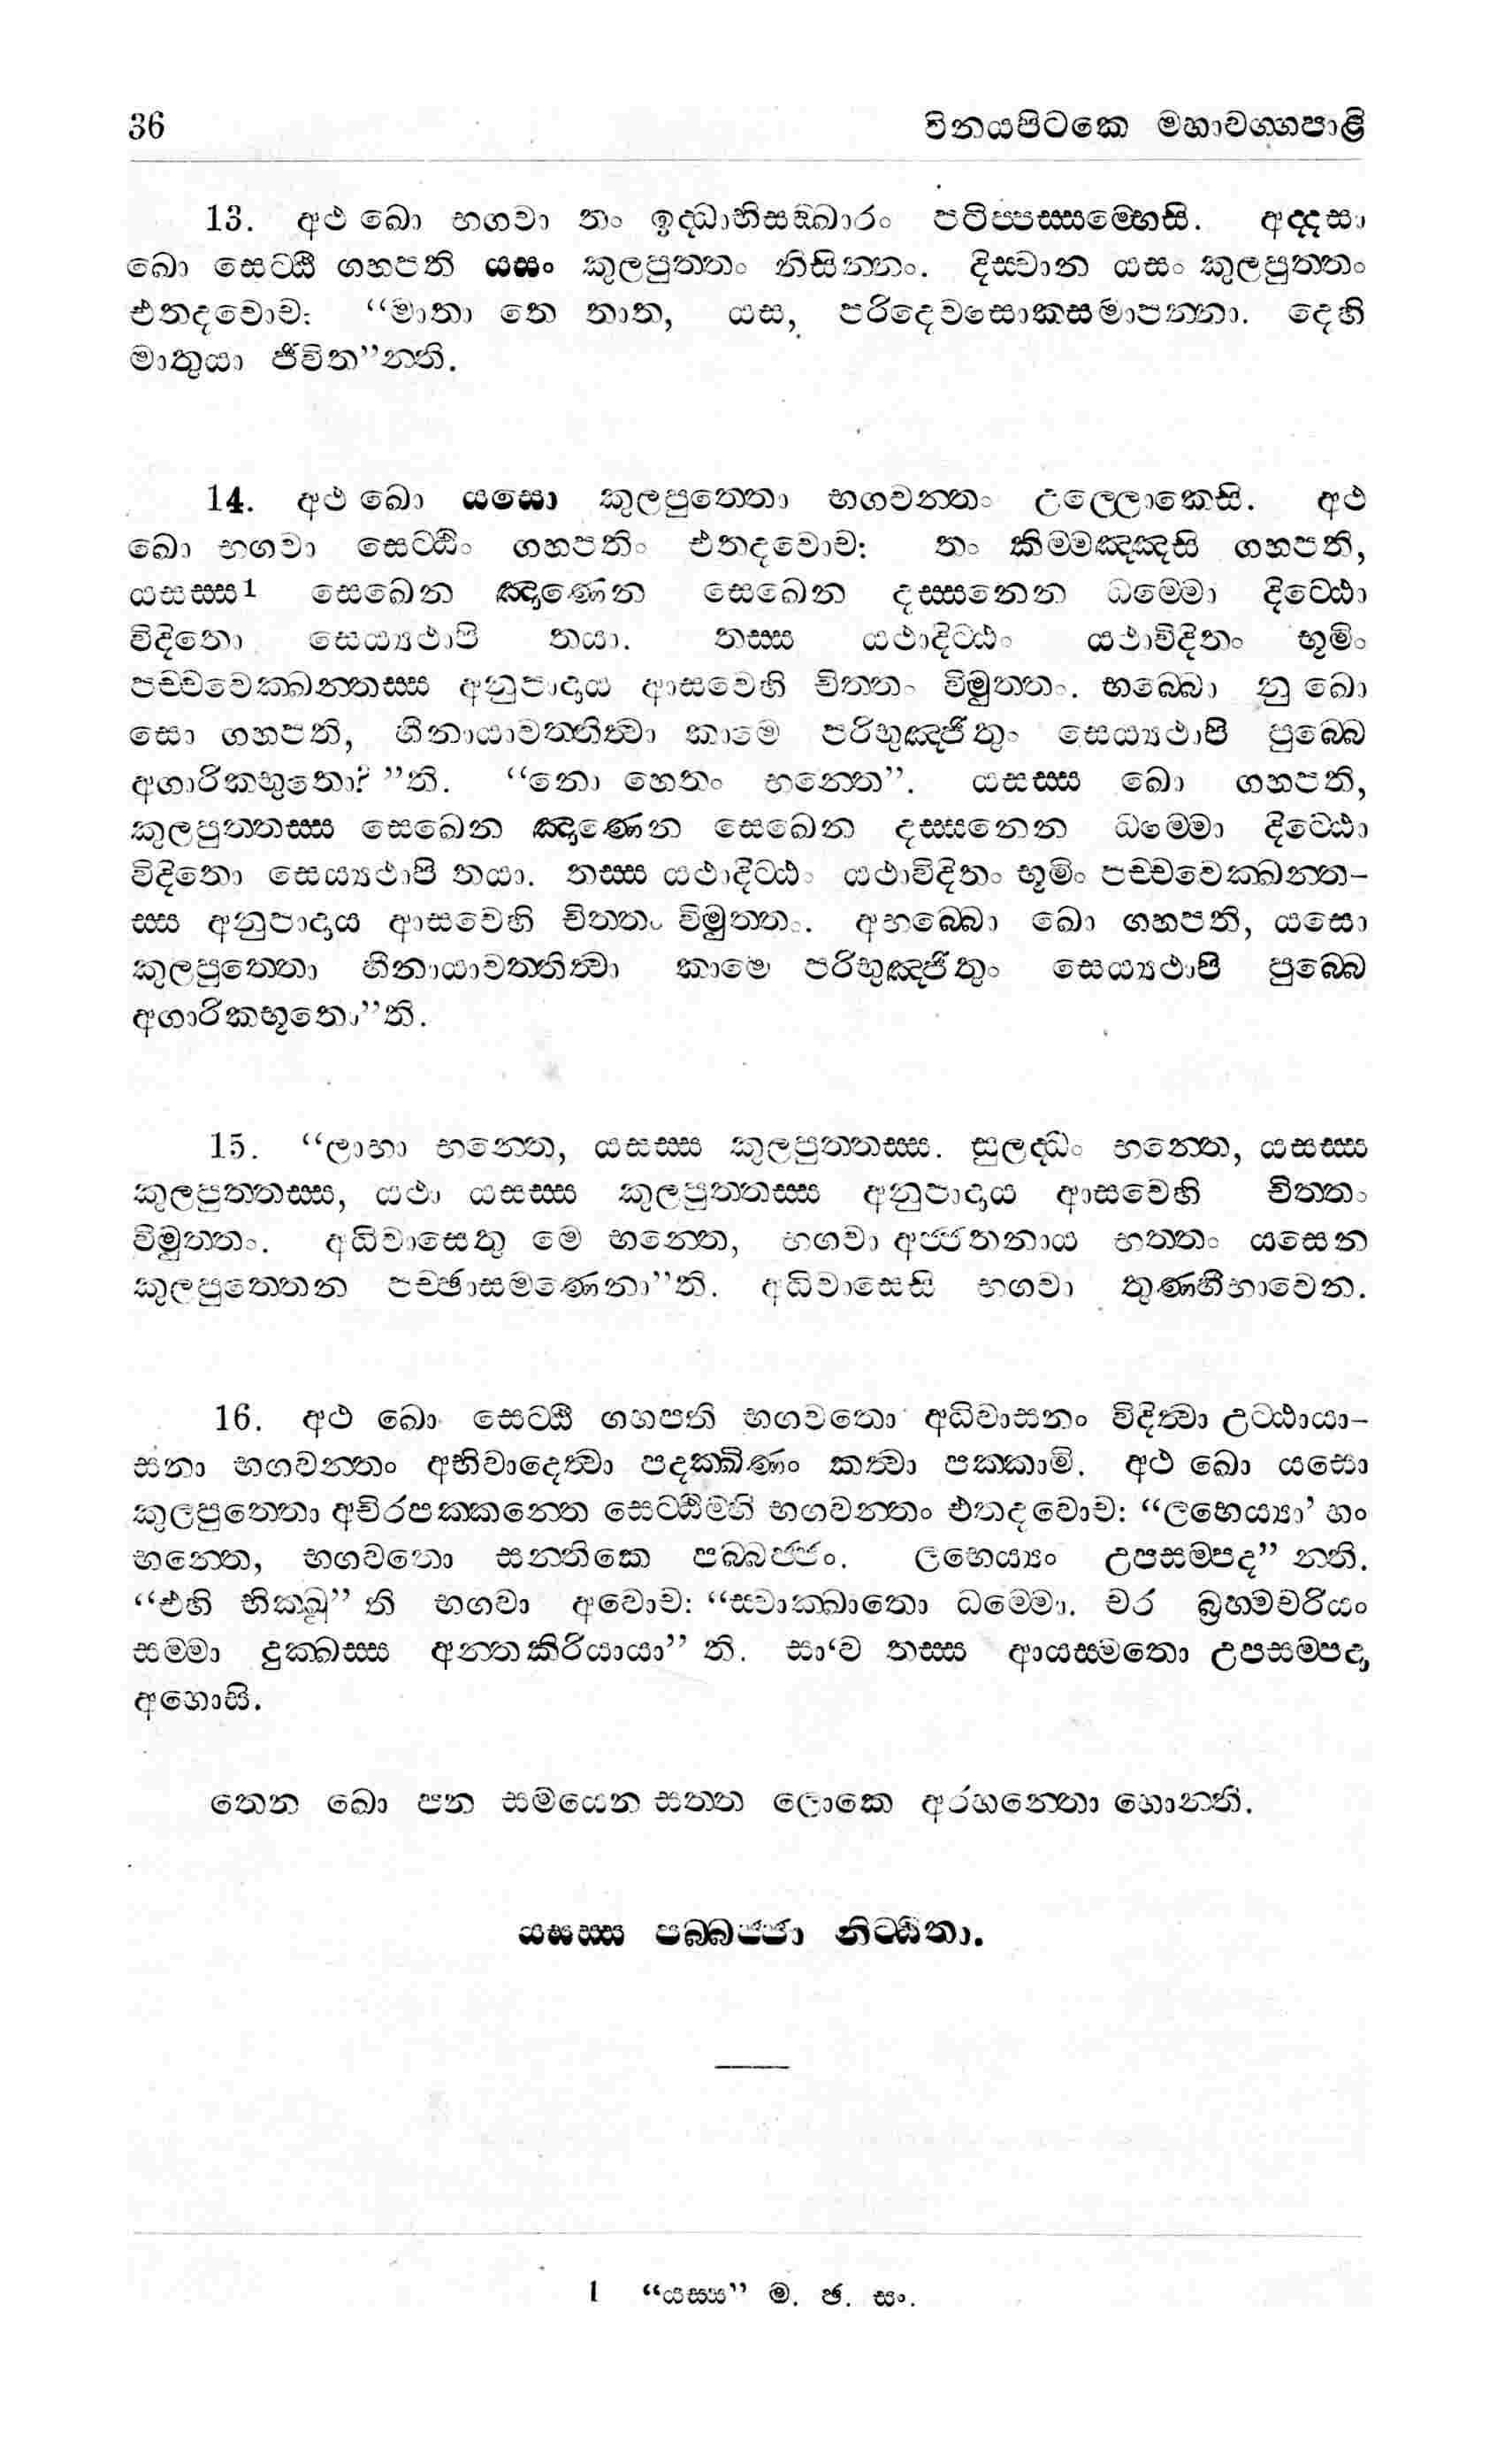 36 විනයපිටකෙ මහාවග්ගපාළි
13. අථ ඛො භගවා තං ඉද්ධාභිසඞ්ඛාරං පටිප්පස්සම්භෙසි. අද්දසා
ඛො සෙට්ඨි ගහපති යසං කුලපුත්තං නිසින්නං. දිස්වාන යසං කුලපුත්තං
එතදවොච: “මාතා තෙ තාත, යස, පරිදෙවසොකසමාපන්නා. දෙහි
මාතුයා ජීවිත”න්ති.
14. අථ ඛො යසො කුලපුත්තො භගවන්තං උල්ලොකෙසි. අථ
ඛො භගවා සෙට්ඨිං ගහපතිං එතදවොච: තං කිම්මඤ්ඤසි ගහපති,
යසස්ස1 සෙඛෙන ඤාණෙන සෙඛෙන දස්සනෙන ධම්මො දිට්ඨො
විදිතො සෙය්‍යථාපි තයා. තස්ස යථාදිට්ඨං යථාවිදිතං භූමිං
පච්චවෙක්ඛන්තස්ස අනුපාදාය ආසවෙහි චිත්තං විමුත්තං. භබ්බො නු ඛො
සො ගහපති, හීනායාවත්තිත්වා කාමෙ පරිභුඤ්ජිතුං සෙය්‍යථාපි පුබ්බෙ
අගාරිකභුතො? ”ති. “නො හෙතං භන්තෙ”. යසස්ස ඛො ගහපති,
කුලපුත්තස්ස සෙඛෙන ඤාණෙන සෙඛෙන දස්සනෙන ධම්මො දිට්ඨො
විදිතො සෙය්‍යථාපි තයා. තස්ස යථාදිට්ඨං යථාවිදිතං භූමිං පච්චවෙක්ඛන්ත-
ස්ස අනුපාදාය ආසවෙහි චිත්තං විමුත්තං. අභබ්බො ඛො ගහපති, යසො
කුලපුත්තො හීනායාවත්තිත්වා කාමෙ පරිභුඤ්ජිතුං සෙය්‍යථාපි පුබ්බෙ
අගාරිකභූතො”ති.
15. “ලාභා භන්තෙ, යසස්ස කුලපුත්තස්ස. සුලද්ධං භන්තෙ, යසස්ස
කුලපුත්තස්ස, යථා යසස්ස කුලපුත්තස්ස අනුපාදාය ආසවෙහි චිත්තං
විමුත්තං. අධිවාසෙතු මෙ භන්තෙ, භගවා අජ්ජතනාය භත්තං යසෙන
කුලපුත්තෙන පච්ඡාසමණෙනා”ති. අධිවාසෙසි භගවා තුණ්හීභාවෙන.
16. අථ ඛො සෙට්ඨි ගහපති භගවතො අධිවාසනං විදිත්වා උට්ඨායා-
සනා භගවන්තං අභිවාදෙත්වා පදක්ඛිණං කත්වා පක්කාමි. අථ ඛො යසො
කුලපුත්තො අචිරපක්කන්තෙ සෙට්ඨිම්හි භගවන්තං එතදවොච: “ලභෙය්‍යා’ හං
භන්තෙ, භගවතො සන්තිකෙ පබ්බජ්ජං. ලභෙය්‍යං උපසම්පද” න්ති.
“එහි භික්ඛු” ති භගවා අවොච: “ස්වාක්ඛාතො ධම්මො. චර බ්‍රහ්මචරියං
සම්මා දුක්ඛස්ස අන්තකිරියායා” ති. සා‘ව තස්ස ආයස්මතො උපසම්පදා
අහොසි.
තෙන ඛො පන සමයෙන සත්ත ලොකෙ අරහන්තො හොන්ති.
යසස්ස පබ්බජ්ජා නිට්ඨිතා.
1 “යසස්ස” ම. ඡ. සං.